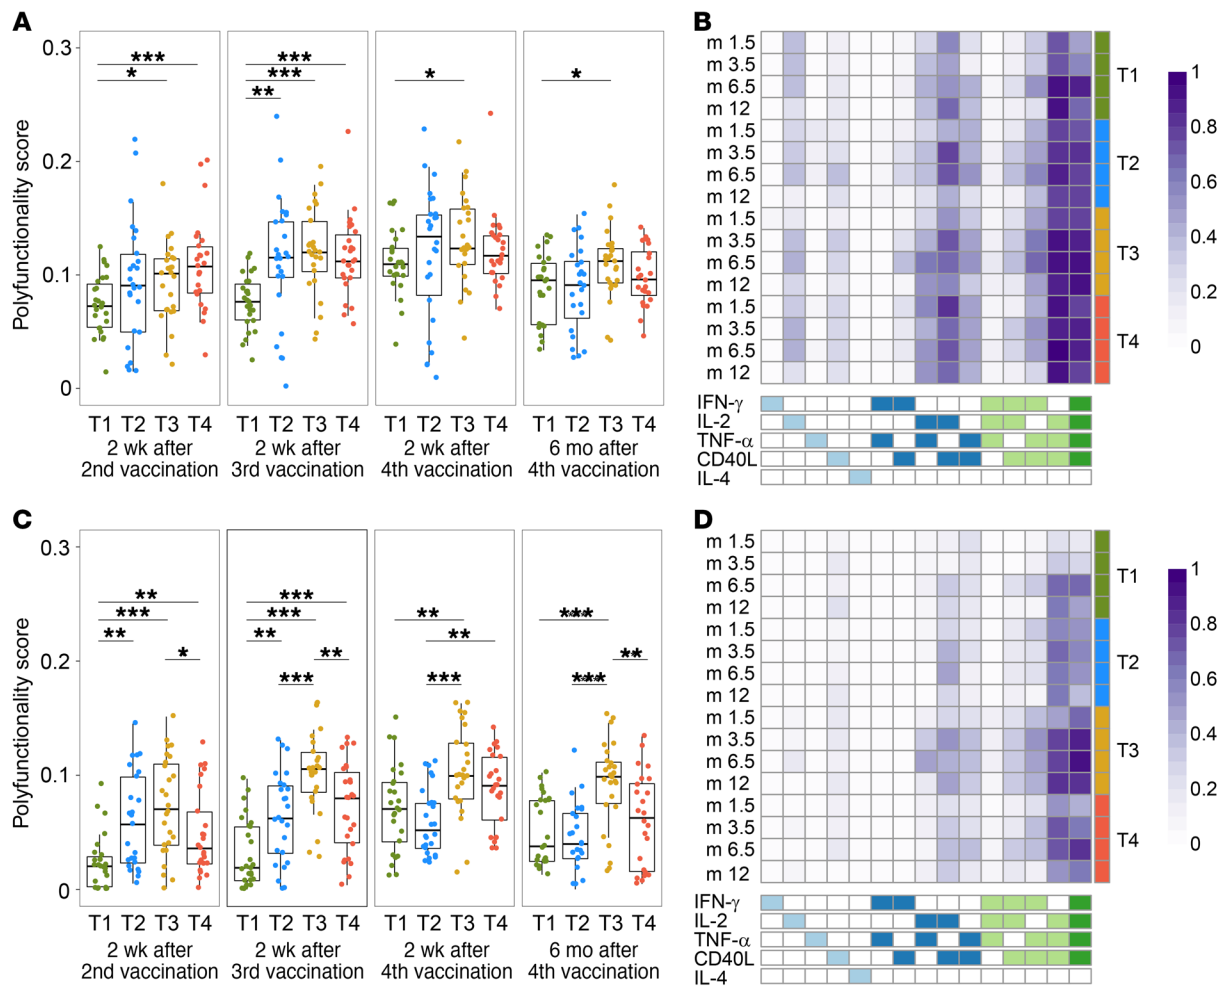 A
Polyfunctionality score
0.3
0.2
0.1
0
***
*
***
***
**
*
*
T1 T2 T3 T4
2 wk after
2nd vaccination
T1 T2 T3 T4
2 wk after
3rd vaccination
T1 T2 T3 T4
2 wk after
4th vaccination
T1 T2 T3 T4
6 mo after
4th vaccination
B
m 1.5
m 3.5
m 6.5
m 12
m 1.5
m 3.5
m 6.5
m 12
m 1.5
m 3.5
m 6.5
m 12
m 1.5
m 3.5
m 6.5
m 12
T1
T2
T3
T4
1
0.8
0.6
0.4
0.2
0
IFN-γ
IL-2
TNF-α
CD40L
IL-4
C
Polyfunctionality score
0.3
0.2
0.1
0
**
***
**
*
***
***
**
**
***
**
**
***
***
**
***
T1 T2 T3 T4
2 wk after
2nd vaccination
T1 T2 T3 T4
2 wk after
3rd vaccination
T1 T2 T3 T4
2 wk after
4th vaccination
T1 T2 T3 T4
6 mo after
4th vaccination
D
m 1.5
m 3.5
m 6.5
m 12
m 1.5
m 3.5
m 6.5
m 12
m 1.5
m 3.5
m 6.5
m 12
m 1.5
m 3.5
m 6.5
m 12
T1
T2
T3
T4
1
0.8
0.6
0.4
0.2
0
IFN-γ
IL-2
TNF-α
CD40L
IL-4